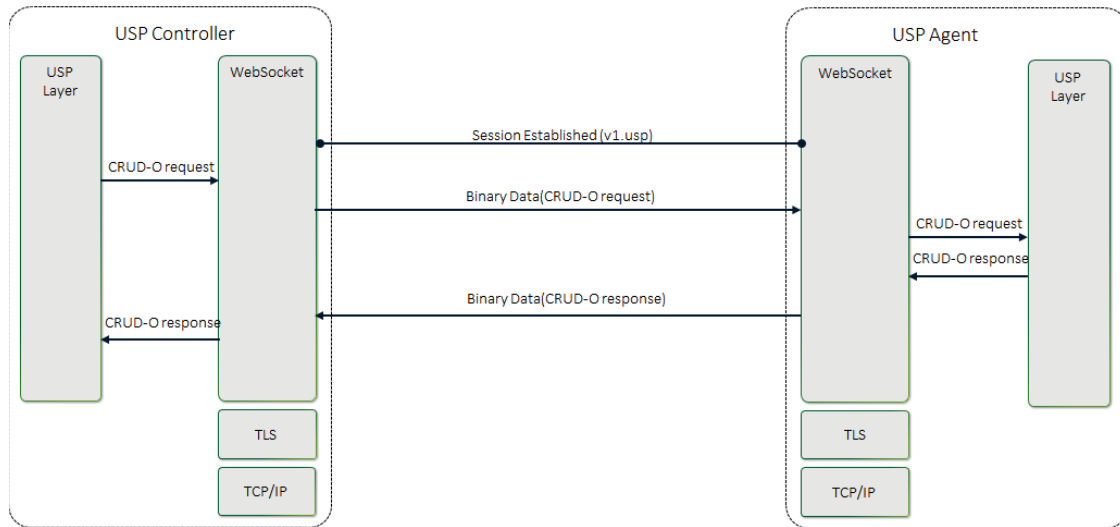 USP Controller
USP Agent
USP
Layer
WebSocket
WebSocket
USP
Layer
Session Established (v1.usp)
CRUD-O request
Binary Data(CRUD-O request)
CRUD-O request
CRUD-O response
Binary Data(CRUD-O response)
CRUD-O response
TLS
TLS
TCP/IP
TCP/IP